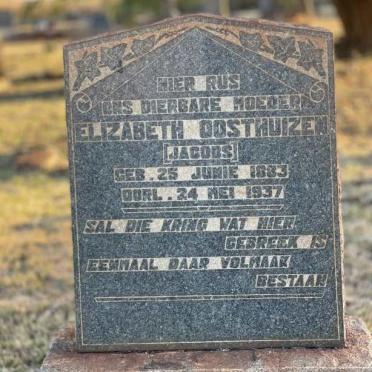 HIER RUS
ONS DIERBARE MOEDER
ELIZABETH OOSTHUIZEN
[JACOBS]
GEB. 25 JUNIE 1883
OORL. 24 MEI 1937
SAL DIE KRING WAT HIER
GEBREEK IS
EENMAAL DAAR VOLMAAK
BESTAAN